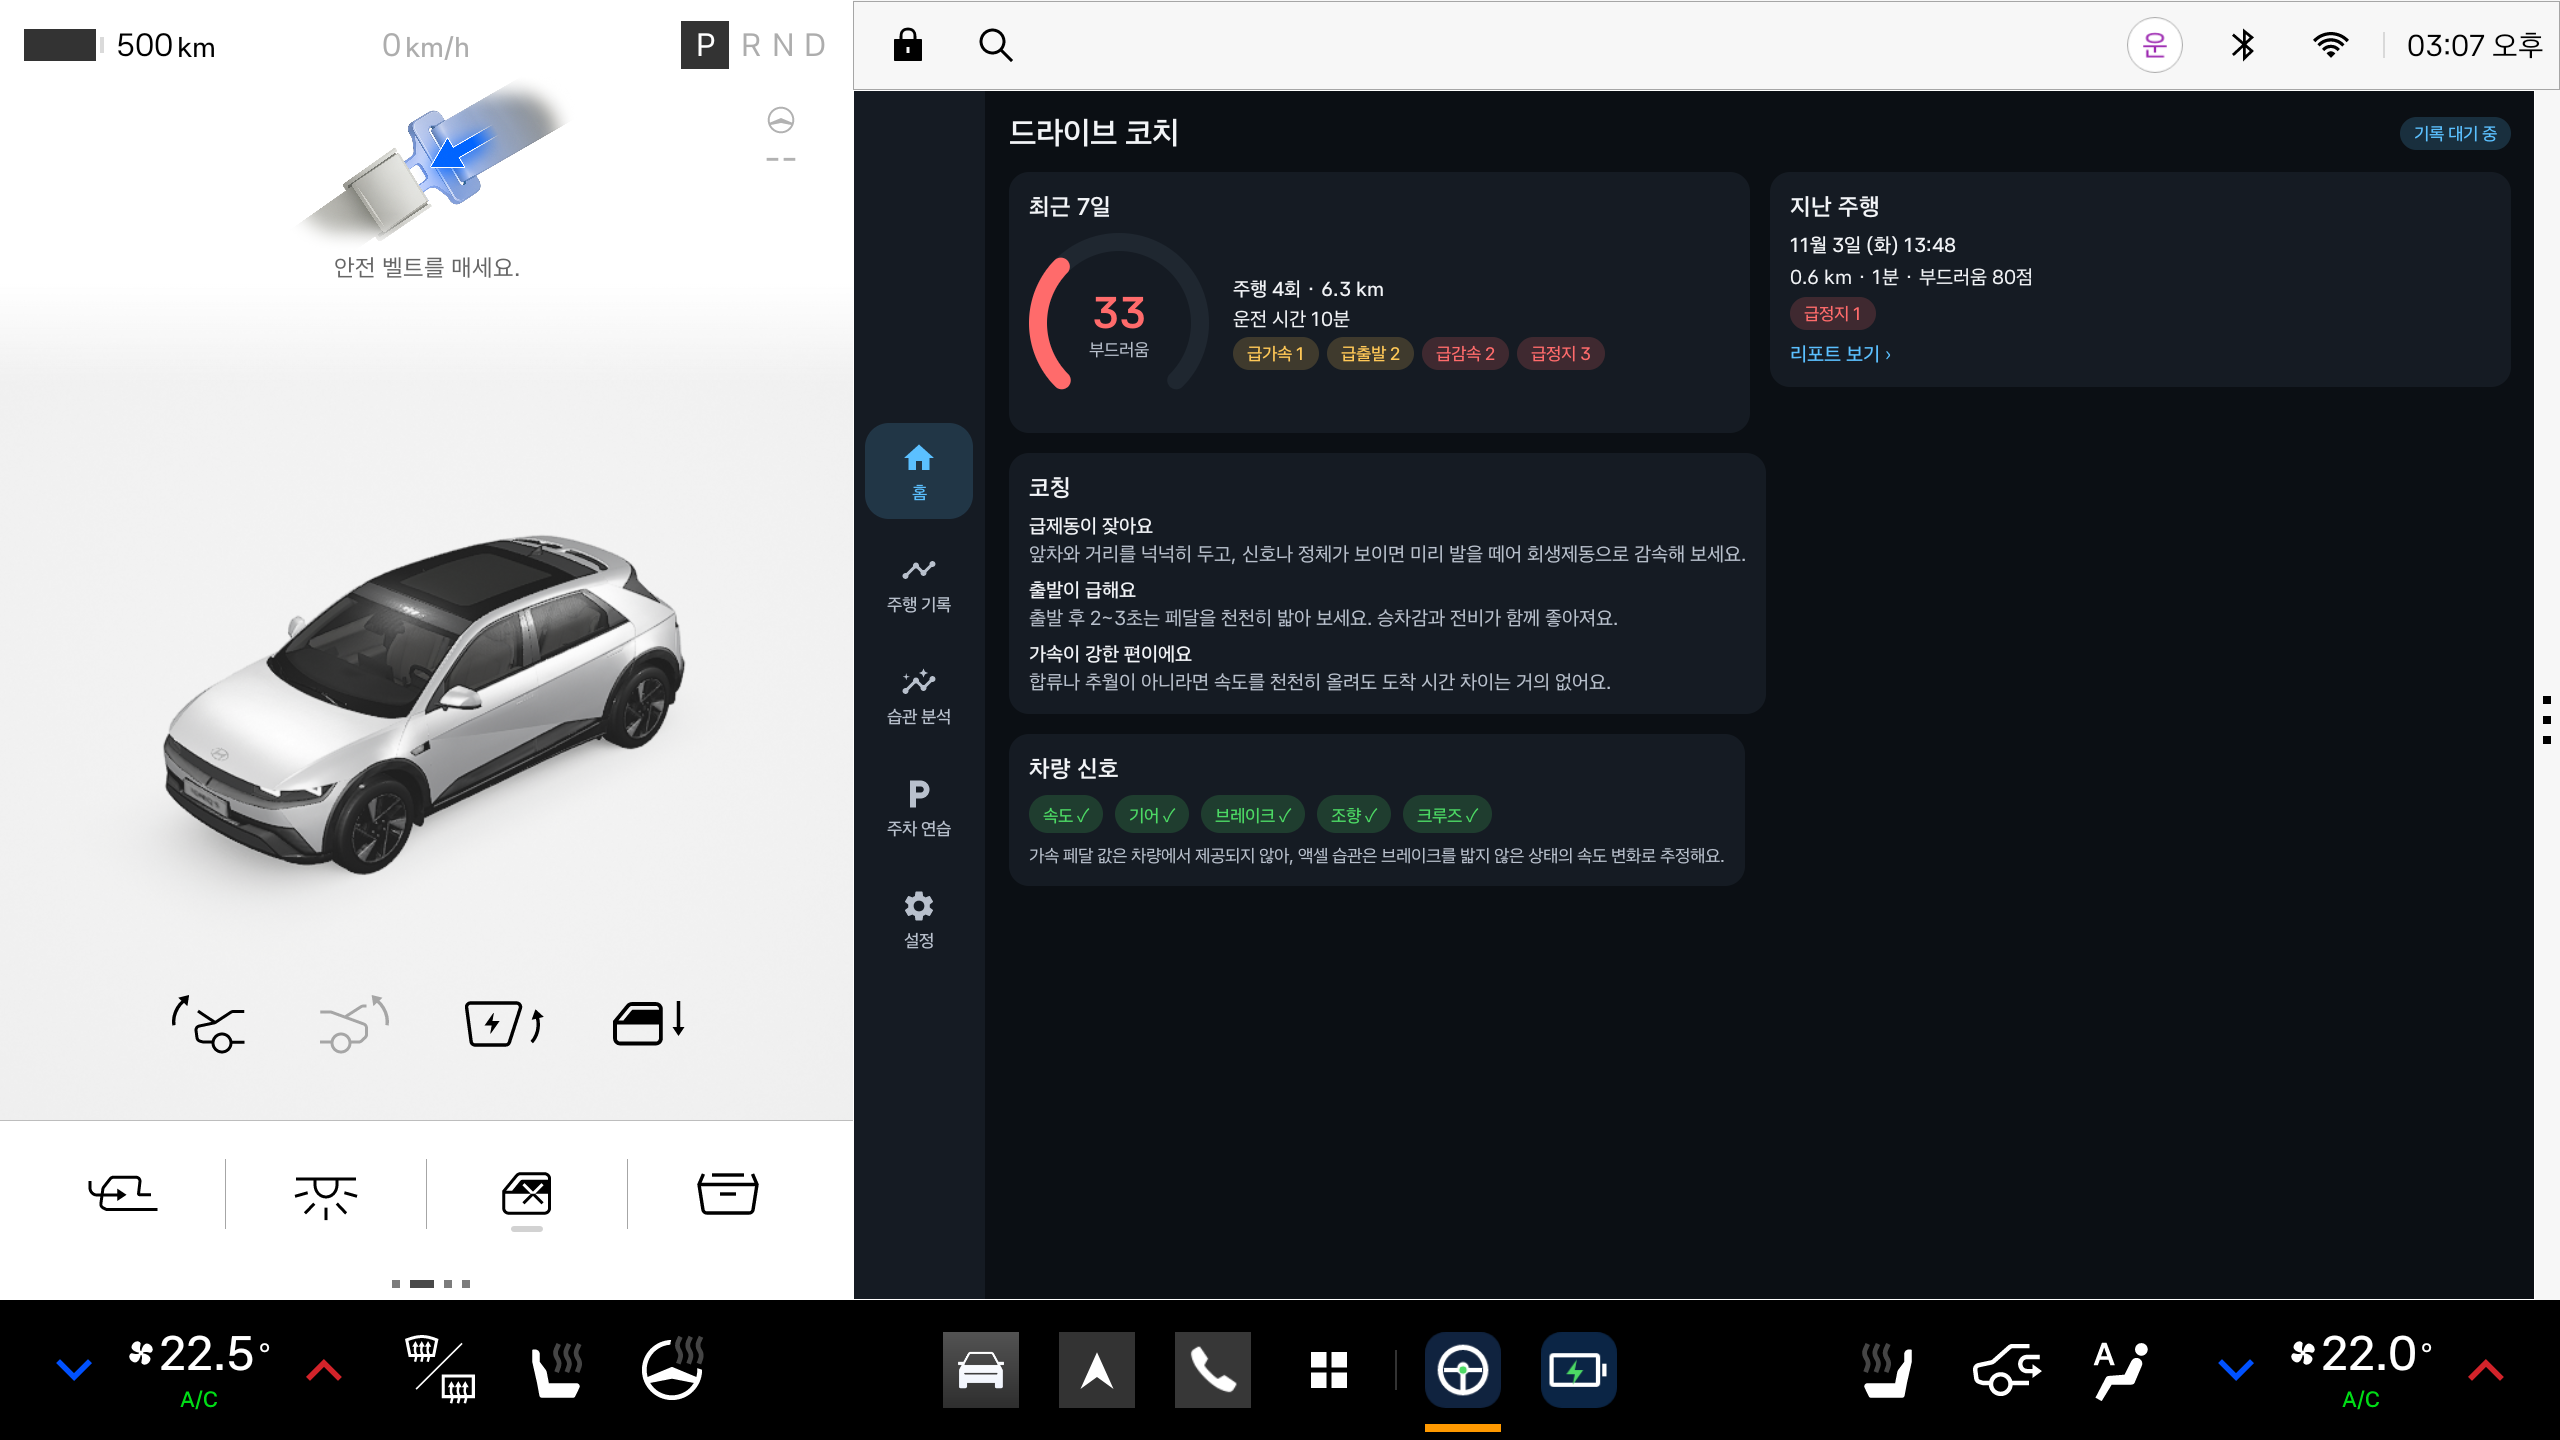 500 km
0 km/h
P R N D
운
03:07 오후
--
안전 벨트를 매세요.
드라이브 코치
기록 대기 중
최근 7일
33
부드러움
주행 4회 · 6.3 km
운전 시간 10분
급가속 1
급출발 2
급감속 2
급정지 3
지난 주행
11월 3일 (화) 13:48
0.6 km · 1분 · 부드러움 80점
급정지 1
리포트 보기 ›
홈
주행 기록
습관 분석
P
주차 연습
설정
코칭
급제동이 잦아요
앞차와 거리를 넉넉히 두고, 신호나 정체가 보이면 미리 발을 떼어 회생제동으로 감속해 보세요.
출발이 급해요
출발 후 2~3초는 페달을 천천히 밟아 보세요. 승차감과 전비가 함께 좋아져요.
가속이 강한 편이에요
합류나 추월이 아니라면 속도를 천천히 올려도 도착 시간 차이는 거의 없어요.
차량 신호
속도 ✓
기어 ✓
브레이크 ✓
조향 ✓
크루즈 ✓
가속 페달 값은 차량에서 제공되지 않아, 액셀 습관은 브레이크를 밟지 않은 상태의 속도 변화로 추정해요.
22.5°
A/C
A
22.0°
A/C